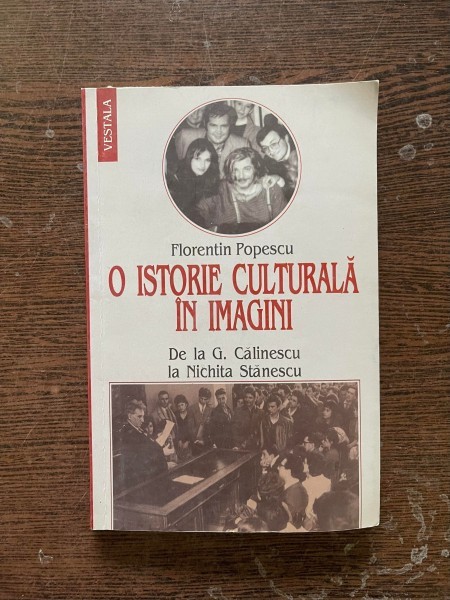 VESTALA
Florentin Popescu
O ISTORIE CULTURALĂ
ÎN IMAGINI
De la G. Călinescu
la Nichita Stănescu